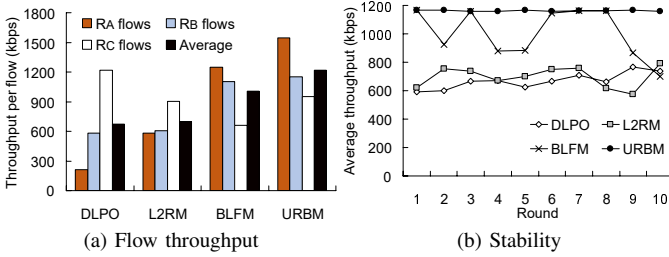 Throughput per flow (kbps)
1800
1500
1200
900
600
300
0
RA flows
RB flows
RC flows
Average
DLPO
L2RM
BLFM
URBM
(a) Flow throughput
Average throughput (kbps)
1200
1000
800
600
400
200
0
DLPO
L2RM
BLFM
URBM
1 2 3 4 5 6 7 8 9 10
Round
(b) Stability